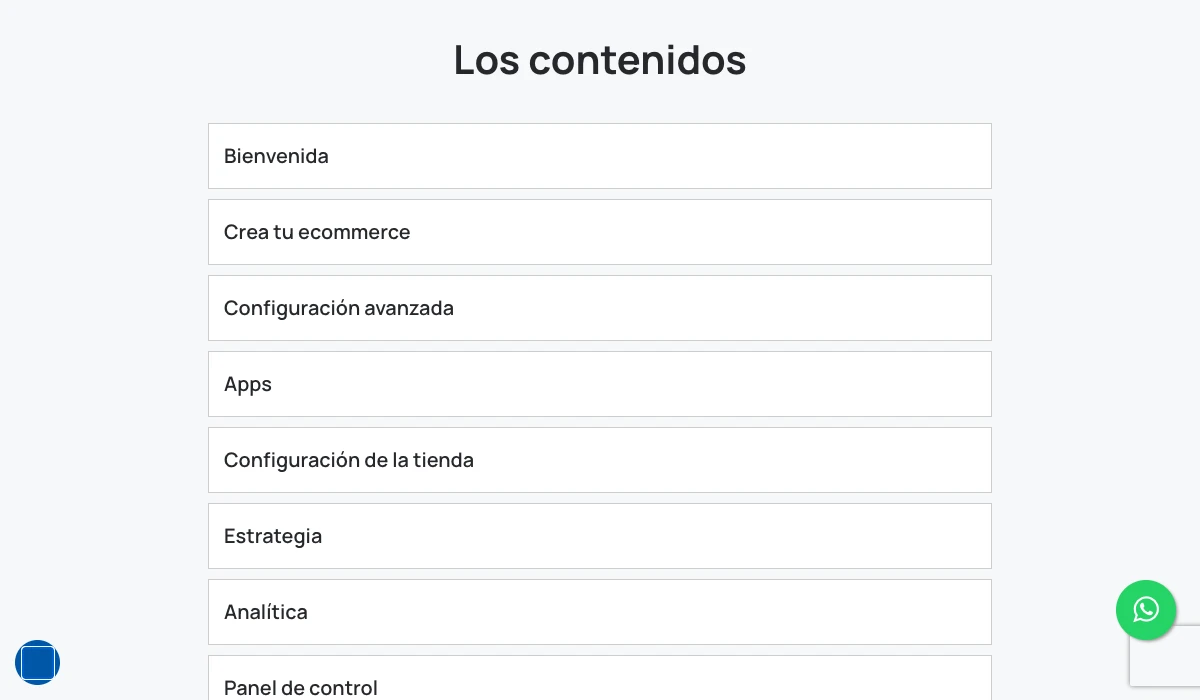 Los contenidos
Bienvenida
Crea tu ecommerce
Configuración avanzada
Apps
Configuración de la tienda
Estrategia
Analítica
Panel de control